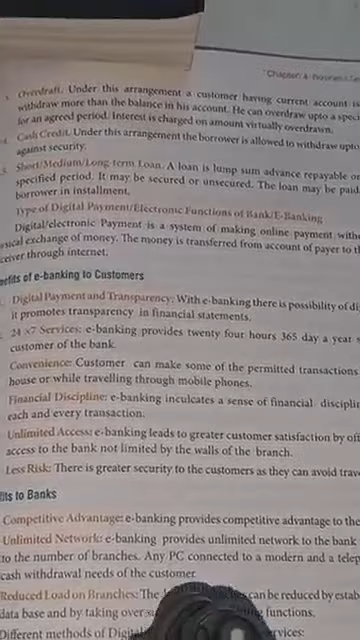 Chapter 4
Overdraft. Under this arrangement a customer having current account is
withdraw more than the balance in his account. He can overdraw upto a speci
for an agreed period. Interest is charged on amount virtually overdrawn.
Cash Credit. Under this arrangement the borrower is allowed to withdraw upto
against security.
Short/Medium/Long term Loan. A loan is lump sum advance repayable on
specified period. It may be secured or unsecured. The loan may be paid
borrower in installment.
Type of Digital Payment/Electronic Functions of Bank/E-Banking
Digital/electronic Payment is a system of making online payment with
sical exchange of money. The money is transferred from account of payer to th
ceiver through internet.
efits of e-banking to Customers
Digital Payment and Transparency: With e-banking there is possibility of di
it promotes transparency in financial statements.
24 ×7 Services: e-banking provides twenty four hours 365 day a year s
customer of the bank.
Convenience: Customer can make some of the permitted transactions
house or while travelling through mobile phones.
Financial Discipline: e-banking inculcates a sense of financial disciplin
each and every transaction.
Unlimited Access: e-banking leads to greater customer satisfaction by off
access to the bank not limited by the walls of the branch.
Less Risk: There is greater security to the customers as they can avoid trave
fits to Banks
Competitive Advantage: e-banking provides competitive advantage to the
Unlimited Network: e-banking provides unlimited network to the bank
to the number of branches. Any PC connected to a modern and a telep
cash withdrawal needs of the customer.
Reduced Load on Branches: The can be reduced by estab
data base and by taking over functions.
Different methods of Digital rvices: